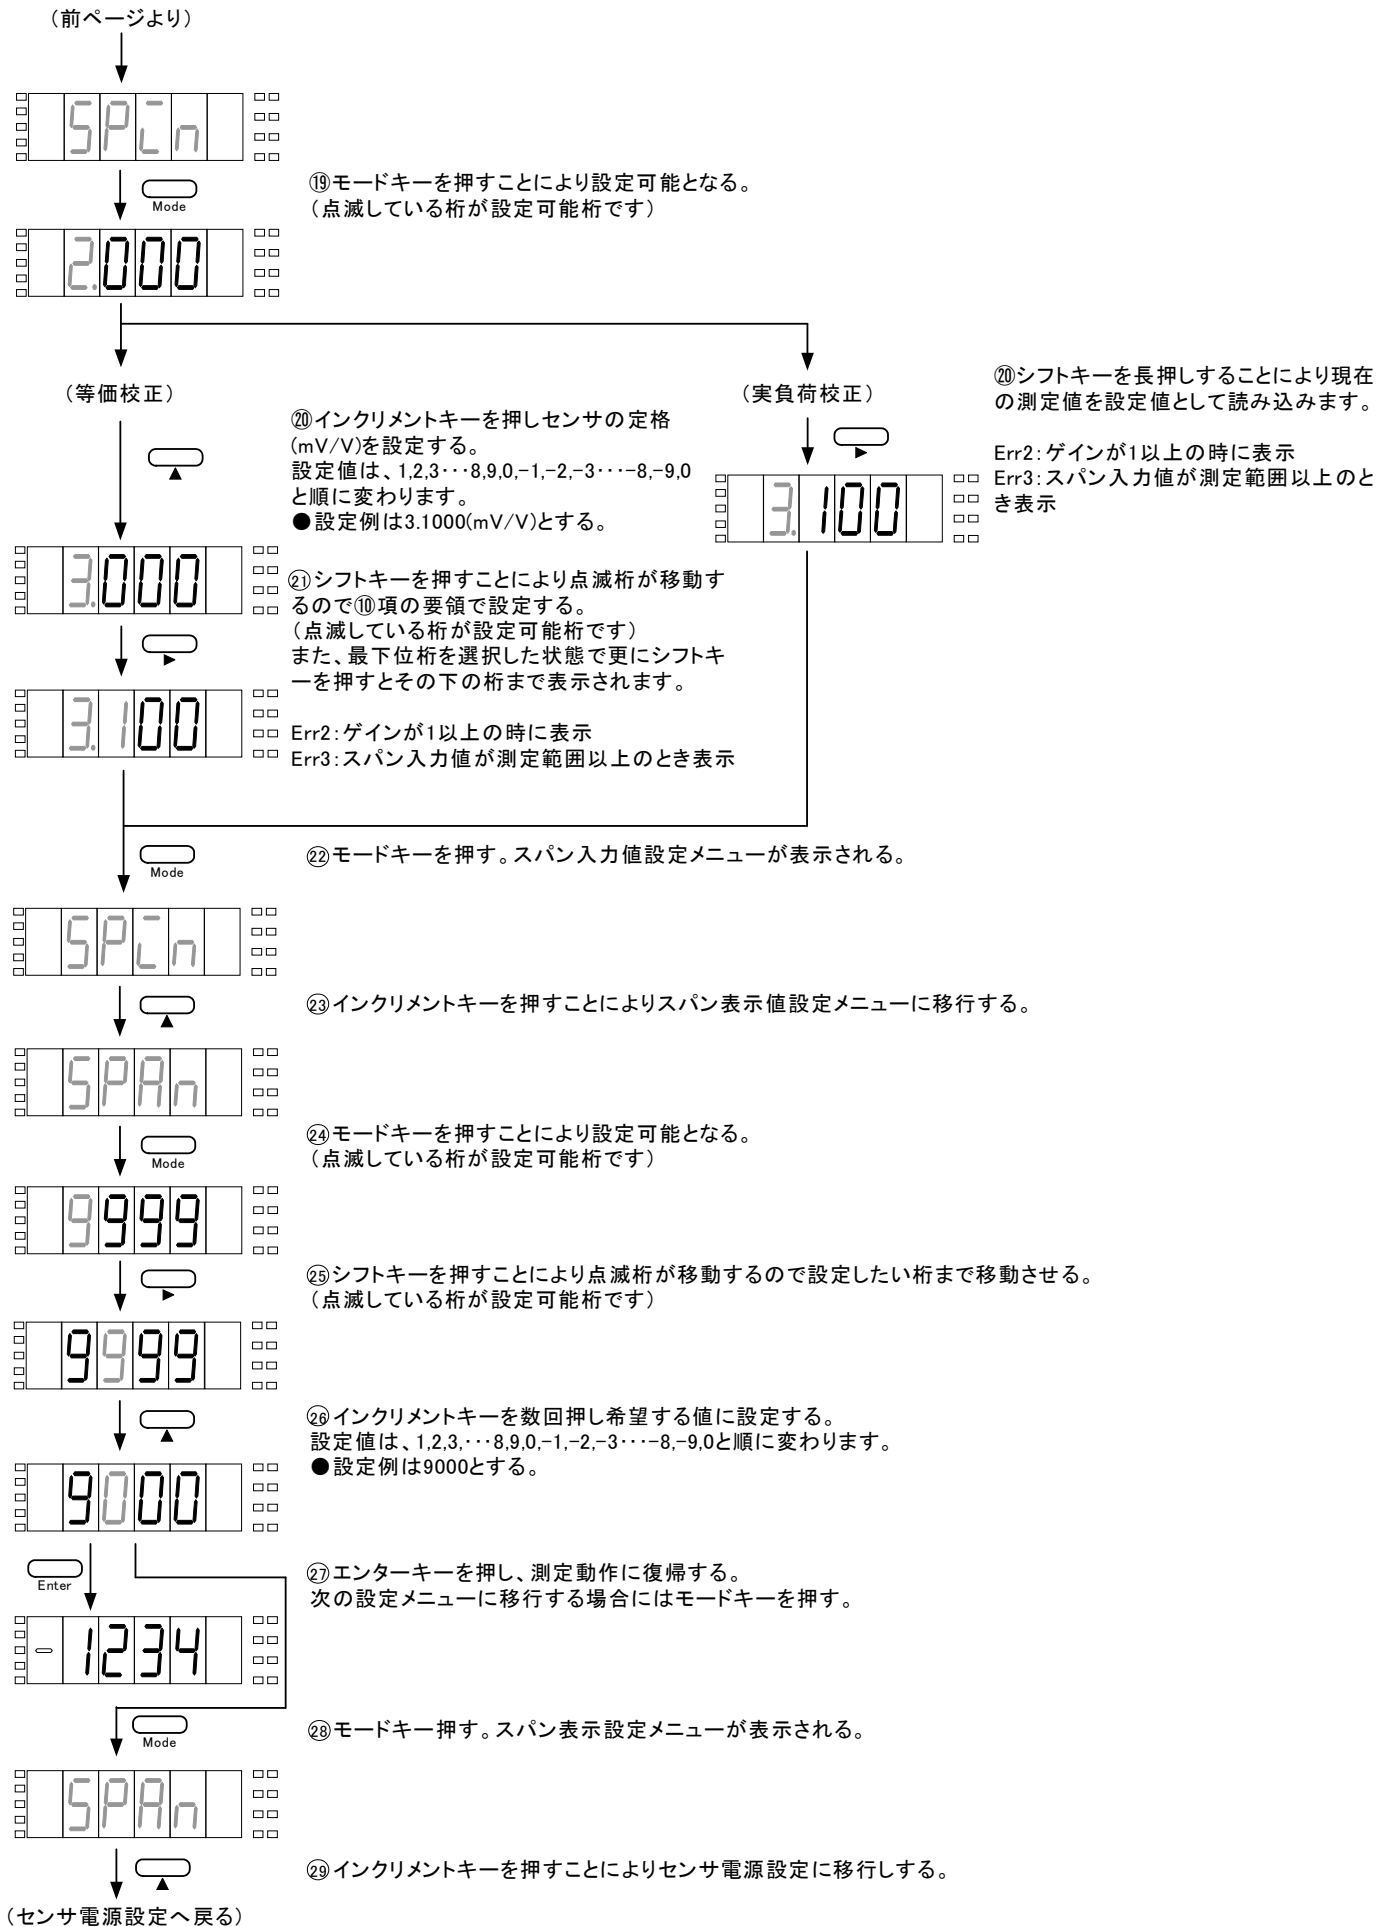 （前ページより）
SPin
⑲モードキーを押すことにより設定可能となる。
（点滅している桁が設定可能桁です）
Mode
2.000
（等価校正）
（実負荷校正）
⑳シフトキーを長押しすることにより現在
の測定値を設定値として読み込みます。
Err2：ゲインが1以上の時に表示
Err3：スパン入力値が測定範囲以上のと
き表示
⑳インクリメントキーを押しセンサの定格
(mV/V)を設定する。
設定値は、1,2,3･･･8,9,0,-1,-2,-3･･･-8,-9,0
と順に変わります。
●設定例は3.1000(mV/V)とする。
3.100
3.000
㉑シフトキーを押すことにより点滅桁が移動す
るので⑩項の要領で設定する。
（点滅している桁が設定可能桁です）
また、最下位桁を選択した状態で更にシフトキ
ーを押すとその下の桁まで表示されます。
3.100
Err2：ゲインが1以上の時に表示
Err3：スパン入力値が測定範囲以上のとき表示
㉒モードキーを押す。スパン入力値設定メニューが表示される。
Mode
SPin
㉓インクリメントキーを押すことによりスパン表示値設定メニューに移行する。
SPAn
㉔モードキーを押すことにより設定可能となる。
（点滅している桁が設定可能桁です）
Mode
9999
㉕シフトキーを押すことにより点滅桁が移動するので設定したい桁まで移動させる。
（点滅している桁が設定可能桁です）
9999
㉖インクリメントキーを数回押し希望する値に設定する。
設定値は、1,2,3,･･･8,9,0,-1,-2,-3･･･-8,-9,0と順に変わります。
●設定例は9000とする。
9000
㉗エンターキーを押し、測定動作に復帰する。
次の設定メニューに移行する場合にはモードキーを押す。
Enter
-1234
㉘モードキー押す。スパン表示設定メニューが表示される。
Mode
SPAn
㉙インクリメントキーを押すことによりセンサ電源設定に移行しする。
（センサ電源設定へ戻る）